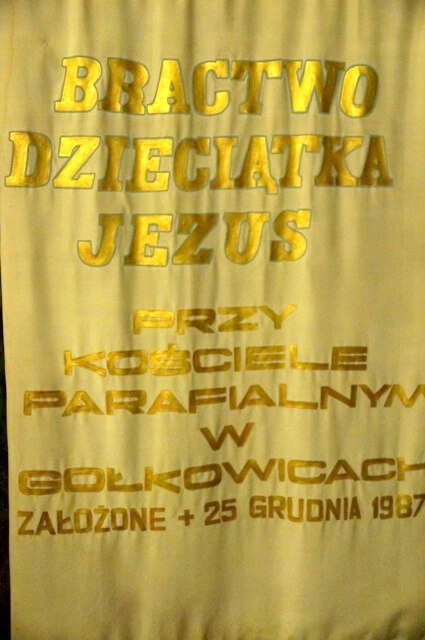 BRACTWO
DZIECIĄTKA
JEZUS
PRZY
KOŚCIELE
PARAFIALNYM
W
GOŁKOWICACH
ZAŁOŻONE + 25 GRUDNIA 1987